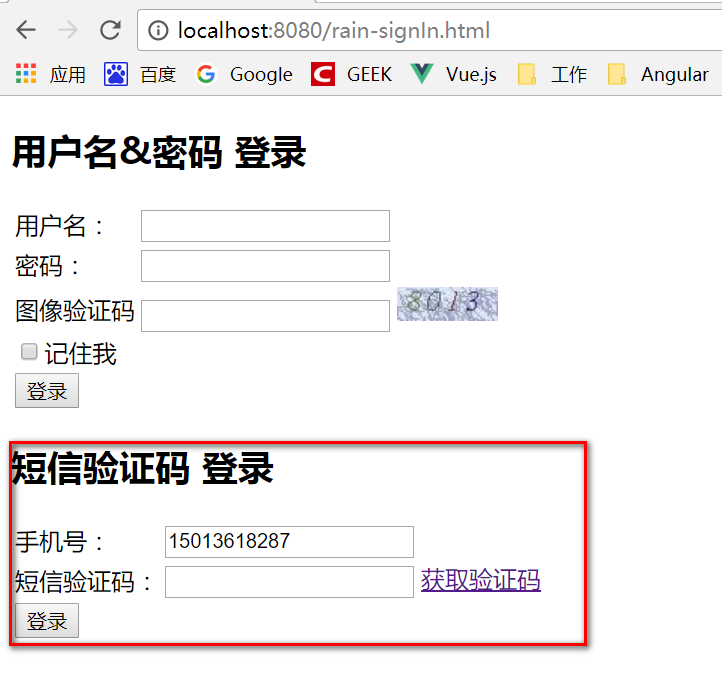 localhost:8080/rain-signIn.html
应用 百度 Google GEEK Vue.js 工作 Angular
用户名&密码 登录
用户名：
密码：
图像验证码 8013
记住我
登录
短信验证码 登录
手机号： 15013618287
短信验证码： 获取验证码
登录